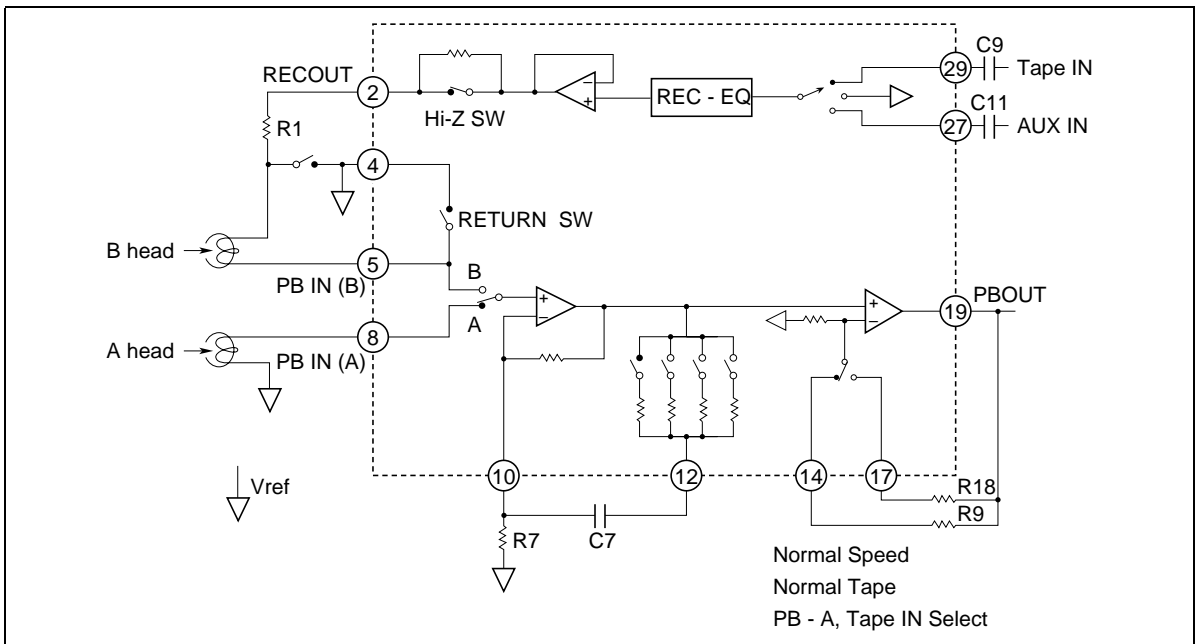 C9
RECOUT
2
29
Tape IN
REC - EQ
R1
Hi-Z SW
C11
27
AUX IN
4
RETURN SW
B head
5
B
PB IN (B)
PBOUT
19
A
8
A head
PB IN (A)
10
12
14
17
Vref
R18
R9
R7
C7
Normal Speed
Normal Tape
PB - A, Tape IN Select